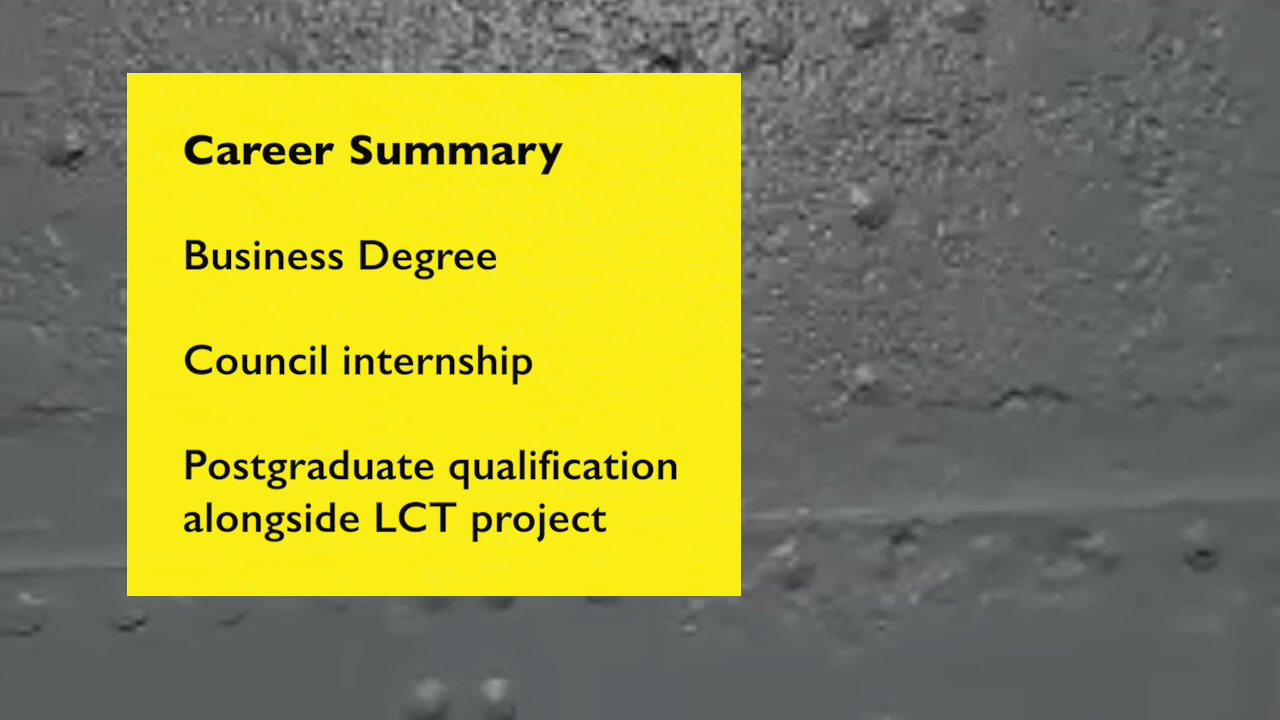 Career Summary
Business Degree
Council internship
Postgraduate qualification
alongside LCT project